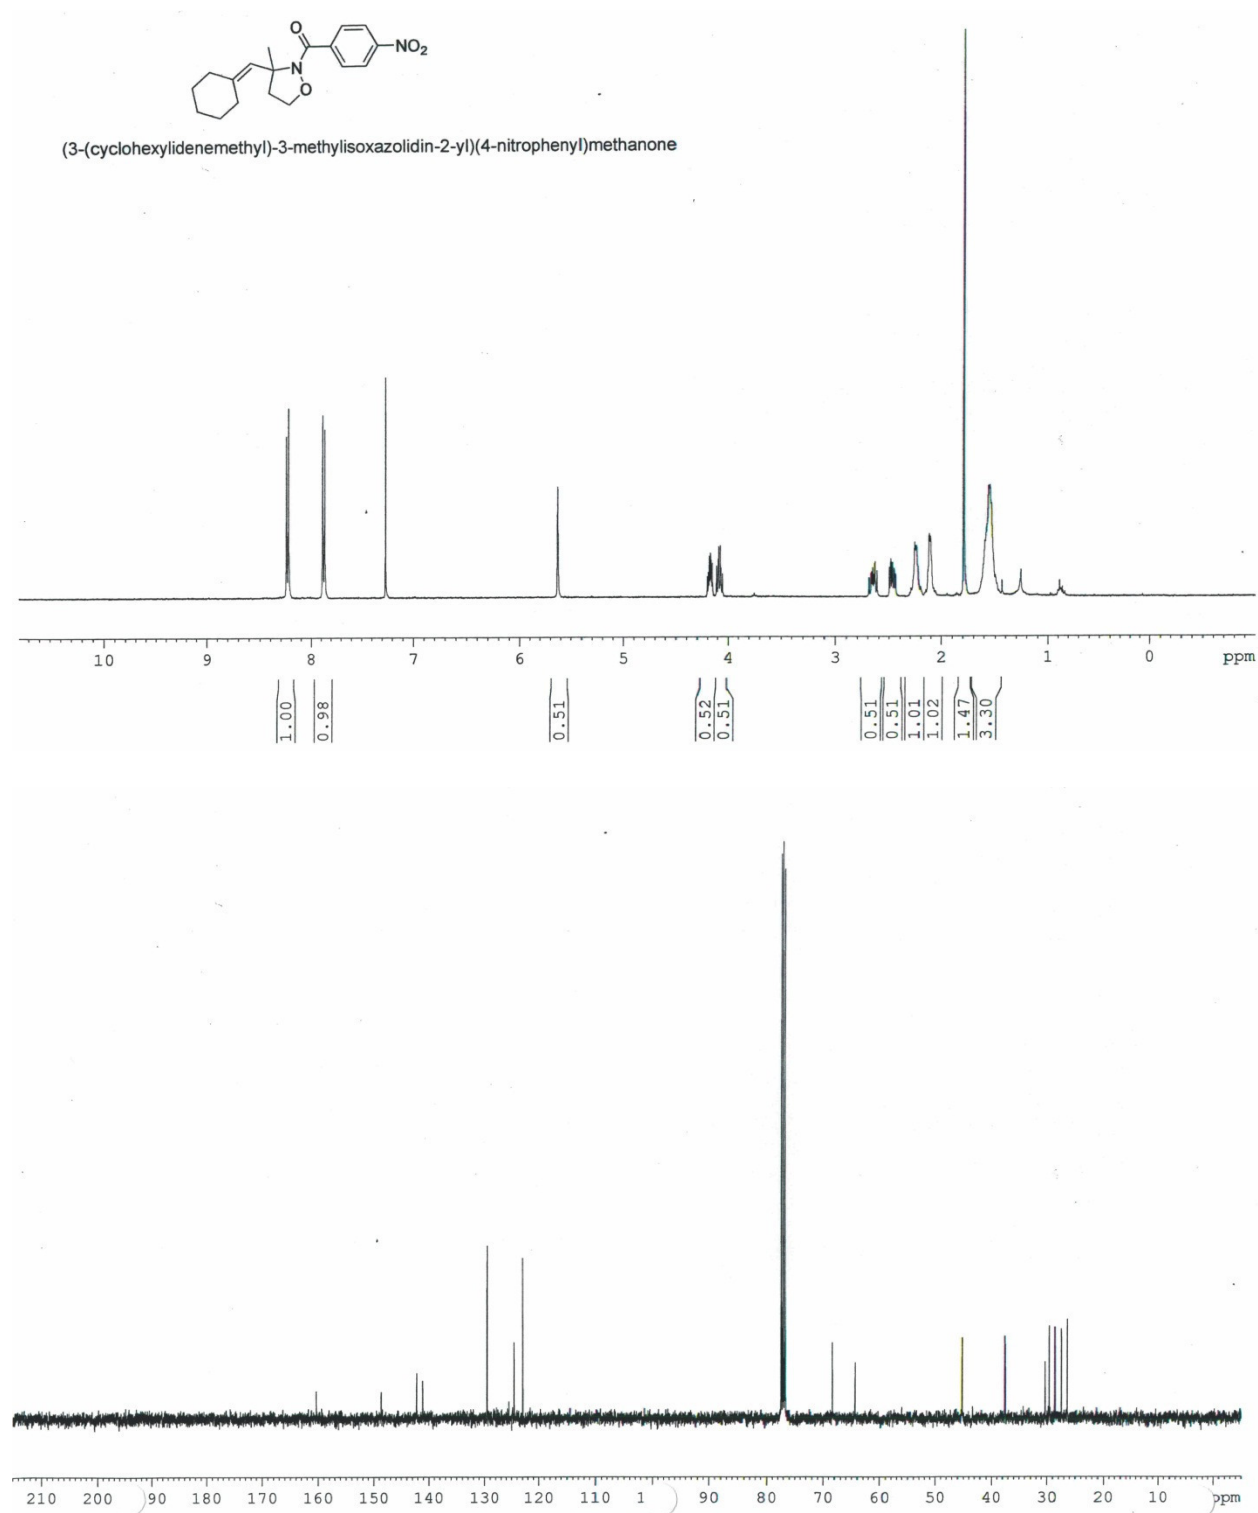 O
N
O
NO2
(3-(cyclohexylidenemethyl)-3-methylisoxazolidin-2-yl)(4-nitrophenyl)methanone
10 9 8 7 6 5 4 3 2 1 0 ppm
1.00 0.98 0.51 0.52 0.51 0.51 0.51 1.01 1.02 1.47 3.30
210 200 90 180 170 160 150 140 130 120 110 1 90 80 70 60 50 40 30 20 10 ppm